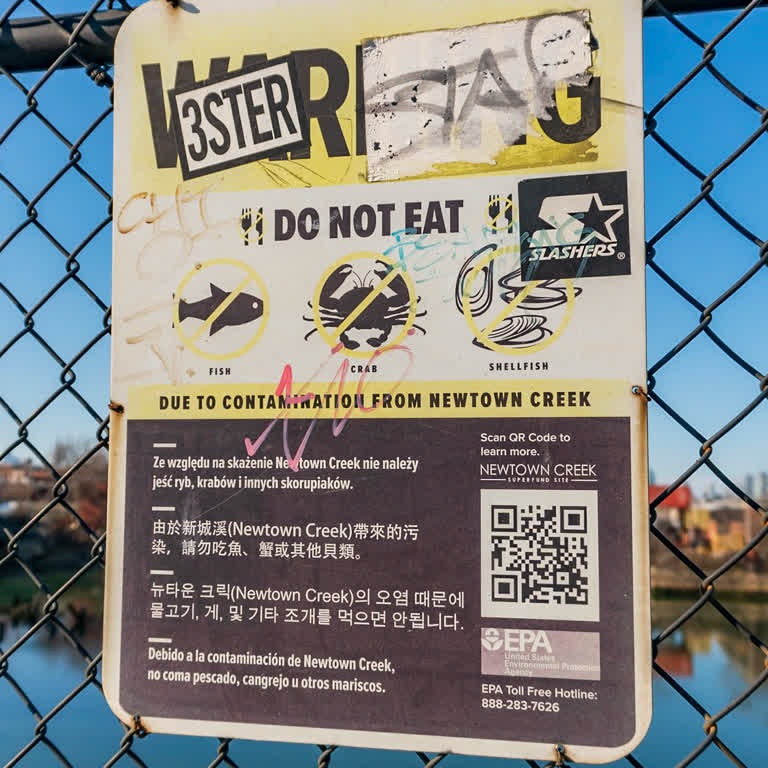 WARNING
3STER
DO NOT EAT
SLASHERS®
FISH
CRAB
SHELLFISH
DUE TO CONTAMINATION FROM NEWTOWN CREEK
Ze względu na skażenie Newtown Creek nie należy
jeść ryb, krabów i innych skorupiaków.
由於新城溪(Newtown Creek)帶來的污
染，請勿吃魚、蟹或其他貝類。
뉴타운 크릭(Newtown Creek)의 오염 때문에
물고기, 게, 및 기타 조개를 먹으면 안됩니다.
Debido a la contaminación de Newtown Creek,
no coma pescado, cangrejo u otros mariscos.
Scan QR Code to
learn more.
NEWTOWN CREEK
SUPERFUND SITE
EPA
United States
Environmental Protection
Agency
EPA Toll Free Hotline:
888-283-7626